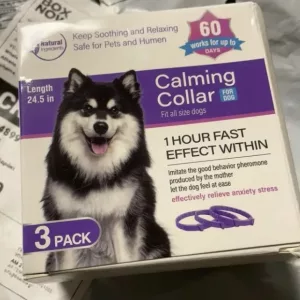 natural
Keep Soothing and Relaxing
Safe for Pets and Humen
60
works for up to
DAYS
Length
24.5 in
Calming
Collar
FOR DOG
Fit all size dogs
1 HOUR FAST
EFFECT WITHIN
Imitate the good behavior pheromone
produced by the mother
let the dog feel at ease
effectively relieve anxiety stress
3 PACK